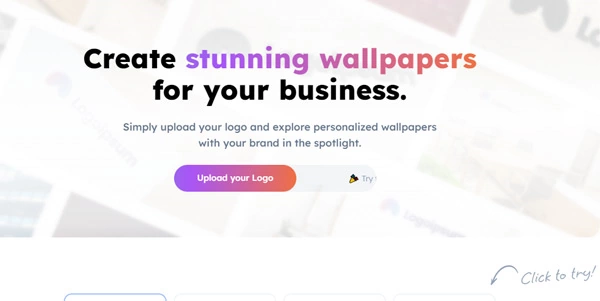 Create stunning wallpapers
for your business.
Simply upload your logo and explore personalized wallpapers
with your brand in the spotlight.
Upload your Logo
Try
Click to try!